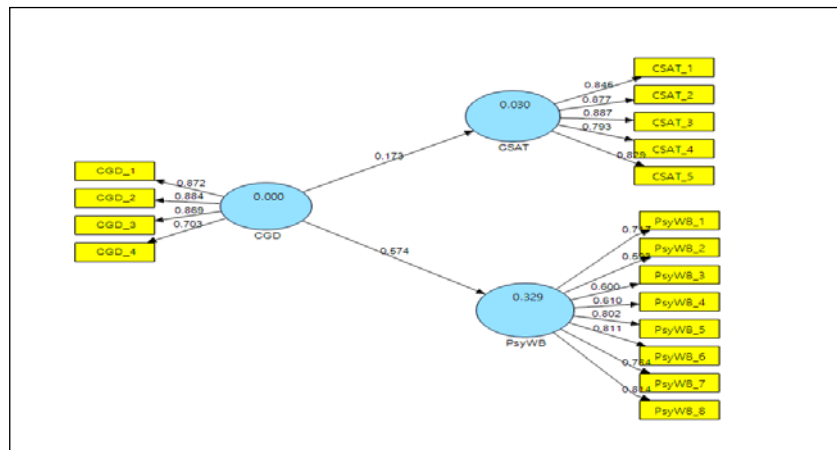 CGD_1
CGD_2
CGD_3
CGD_4
0.872
0.884
0.869
0.703
0.000
CGD
0.173
0.574
0.030
CSAT
0.846
0.877
0.887
0.793
CSAT_1
CSAT_2
CSAT_3
CSAT_4
CSAT_5
0.329
PsyWB
0.600
0.610
0.802
0.811
0.814
PsyWB_1
PsyWB_2
PsyWB_3
PsyWB_4
PsyWB_5
PsyWB_6
PsyWB_7
PsyWB_8